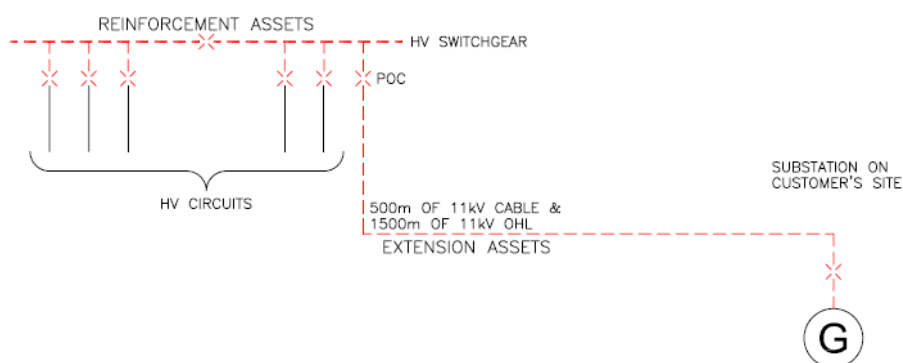 REINFORCEMENT ASSETS
HV SWITCHGEAR
POC
HV CIRCUITS
SUBSTATION ON
CUSTOMER'S SITE
500m OF 11kV CABLE &
1500m OF 11kV OHL
EXTENSION ASSETS
G